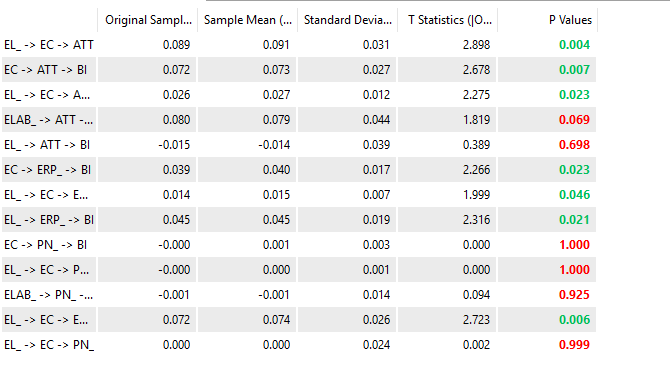 Original Sampl... Sample Mean (... Standard Devia... T Statistics (|O... P Values
EL_ -> EC -> ATT 0.089 0.091 0.031 2.898 0.004
EC -> ATT -> BI 0.072 0.073 0.027 2.678 0.007
EL_ -> EC -> A... 0.026 0.027 0.012 2.275 0.023
ELAB_ -> ATT -... 0.080 0.079 0.044 1.819 0.069
EL_ -> ATT -> BI -0.015 -0.014 0.039 0.389 0.698
EC -> ERP_ -> BI 0.039 0.040 0.017 2.266 0.023
EL_ -> EC -> E... 0.014 0.015 0.007 1.999 0.046
EL_ -> ERP_ -> BI 0.045 0.045 0.019 2.316 0.021
EC -> PN_ -> BI -0.000 0.001 0.003 0.000 1.000
EL_ -> EC -> P... -0.000 -0.000 0.001 0.000 1.000
ELAB_ -> PN_ -... -0.001 -0.001 0.014 0.094 0.925
EL_ -> EC -> E... 0.072 0.074 0.026 2.723 0.006
EL_ -> EC -> PN_ 0.000 0.000 0.024 0.002 0.999